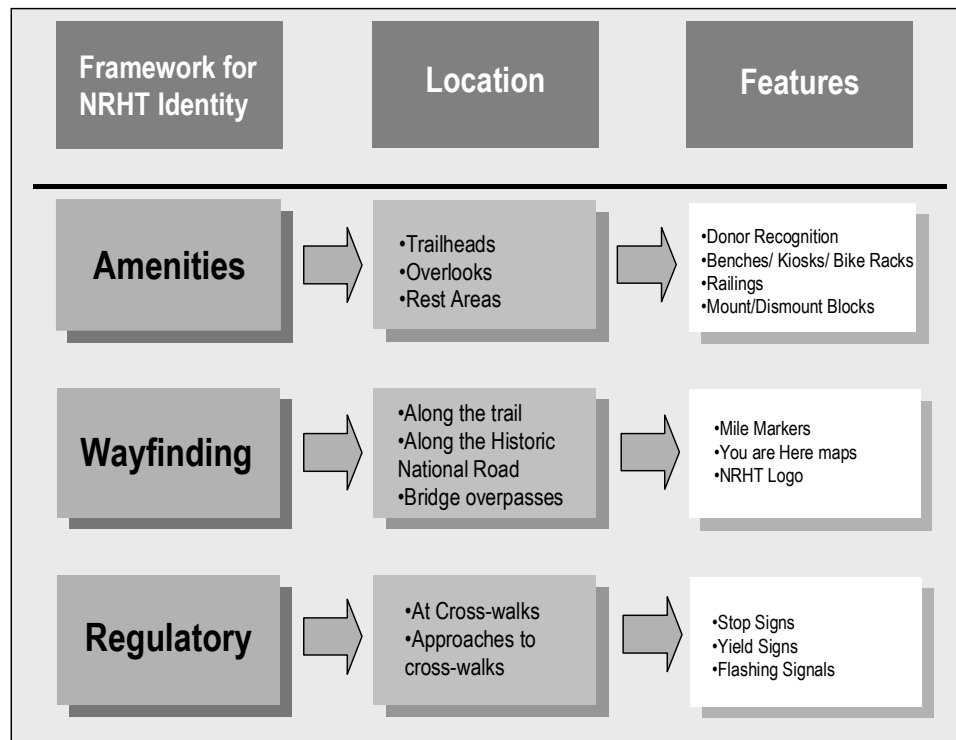 Framework for
NRHT Identity
Location
Features
Amenities
•Trailheads
•Overlooks
•Rest Areas
•Donor Recognition
•Benches/ Kiosks/ Bike Racks
•Railings
•Mount/Dismount Blocks
Wayfinding
•Along the trail
•Along the Historic
National Road
•Bridge overpasses
•Mile Markers
•You are Here maps
•NRHT Logo
Regulatory
•At Cross-walks
•Approaches to
cross-walks
•Stop Signs
•Yield Signs
•Flashing Signals